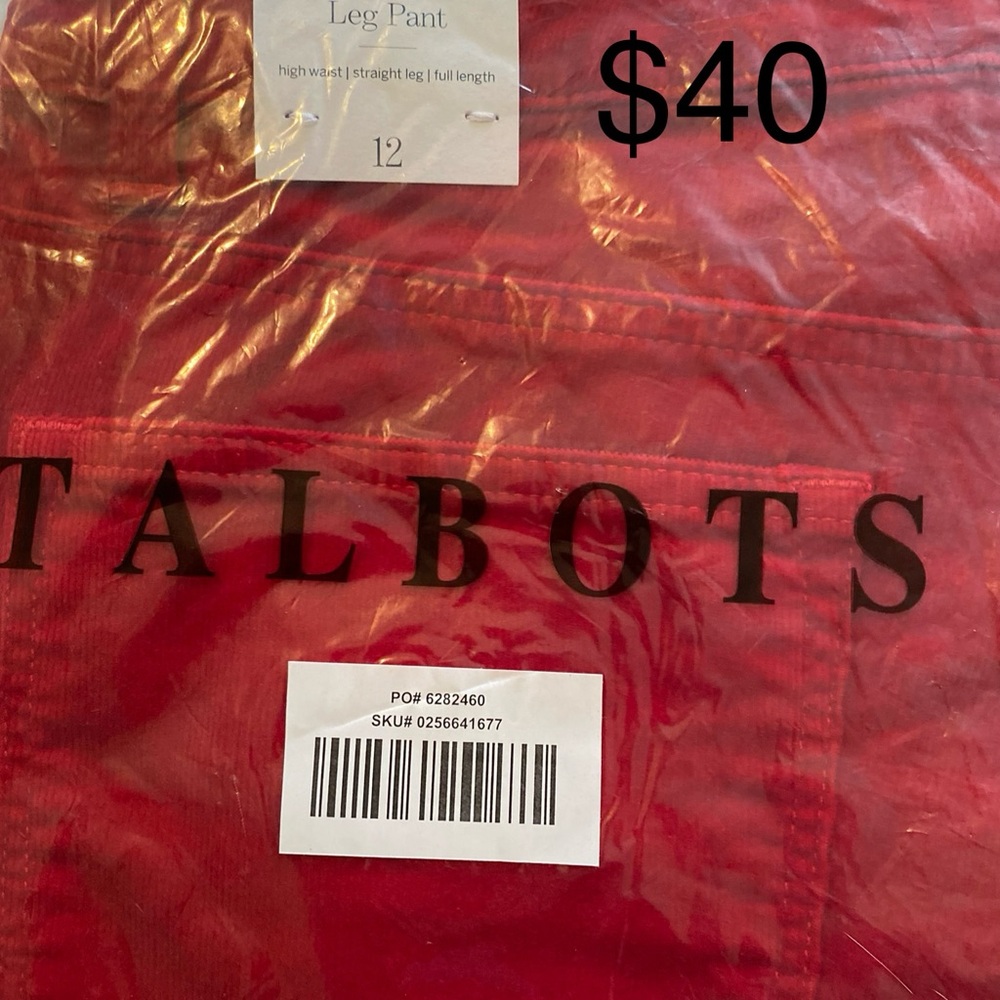 Leg Pant
$40
high waist | straight leg | full length
12
TALBOTS
PO# 6282460
SKU# 0256641677